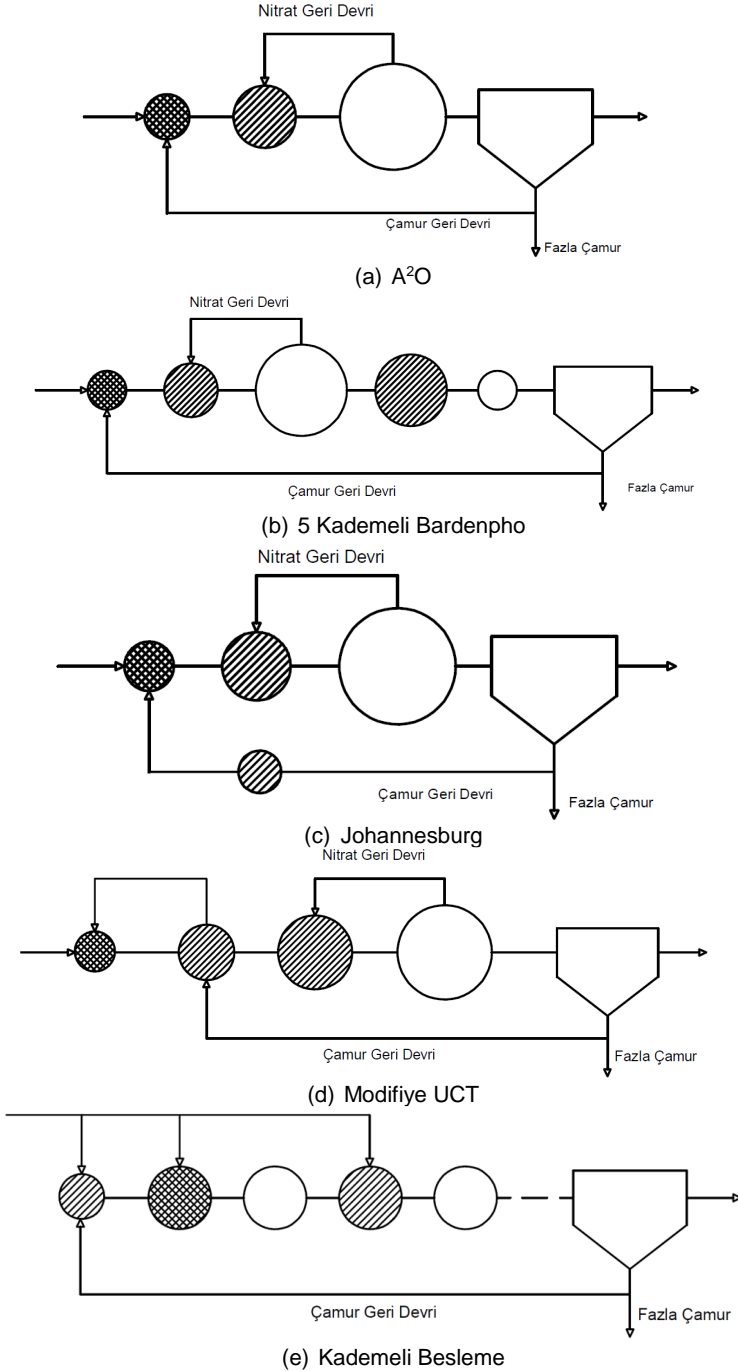 Nitrat Geri Devri
Çamur Geri Devri
Fazla Çamur
(a) A²O
Nitrat Geri Devri
Çamur Geri Devri
Fazla Çamur
(b) 5 Kademeli Bardenpho
Nitrat Geri Devri
Çamur Geri Devri
Fazla Çamur
(c) Johannesburg
Nitrat Geri Devri
Çamur Geri Devri
Fazla Çamur
(d) Modifiye UCT
Çamur Geri Devri
Fazla Çamur
(e) Kademeli Besleme